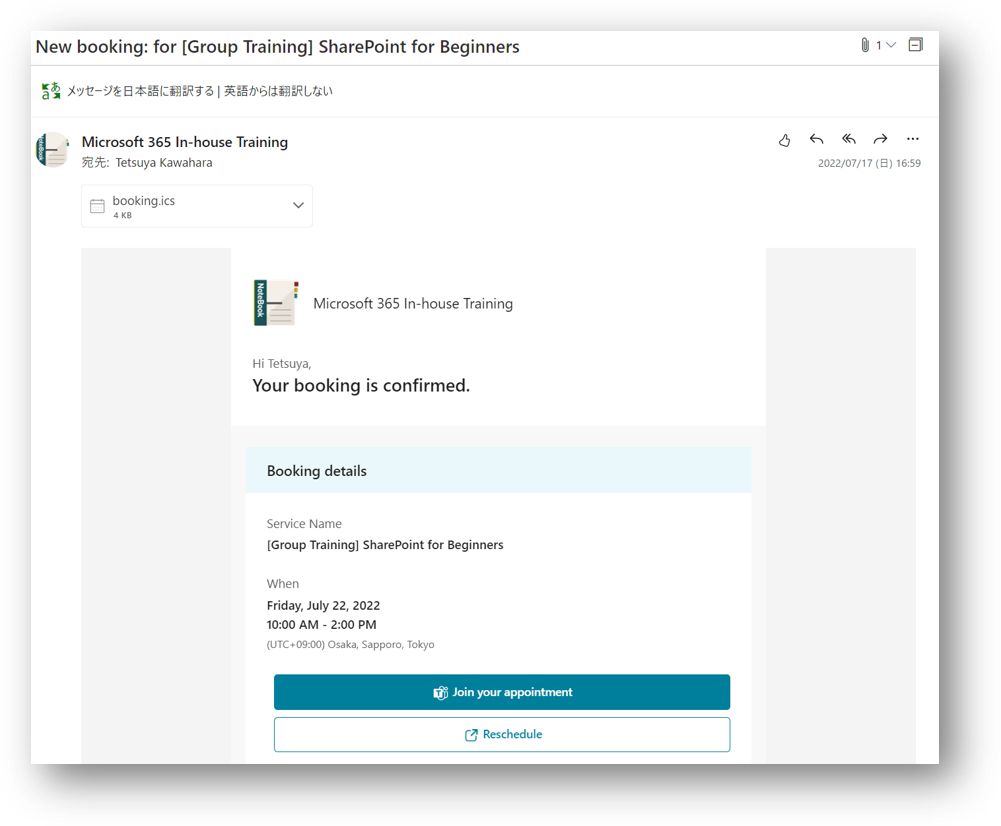 New booking: for [Group Training] SharePoint for Beginners
1
メッセージを日本語に翻訳する | 英語からは翻訳しない
Microsoft 365 In-house Training
宛先: Tetsuya Kawahara
2022/07/17 (日) 16:59
booking.ics
4 KB
NoteBook
Microsoft 365 In-house Training
Hi Tetsuya,
Your booking is confirmed.
Booking details
Service Name
[Group Training] SharePoint for Beginners
When
Friday, July 22, 2022
10:00 AM - 2:00 PM
(UTC+09:00) Osaka, Sapporo, Tokyo
Join your appointment
Reschedule